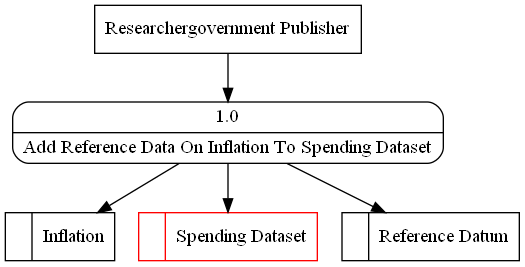 Researchergovernment Publisher
1.0
Add Reference Data On Inflation To Spending Dataset
Inflation
Spending Dataset
Reference Datum